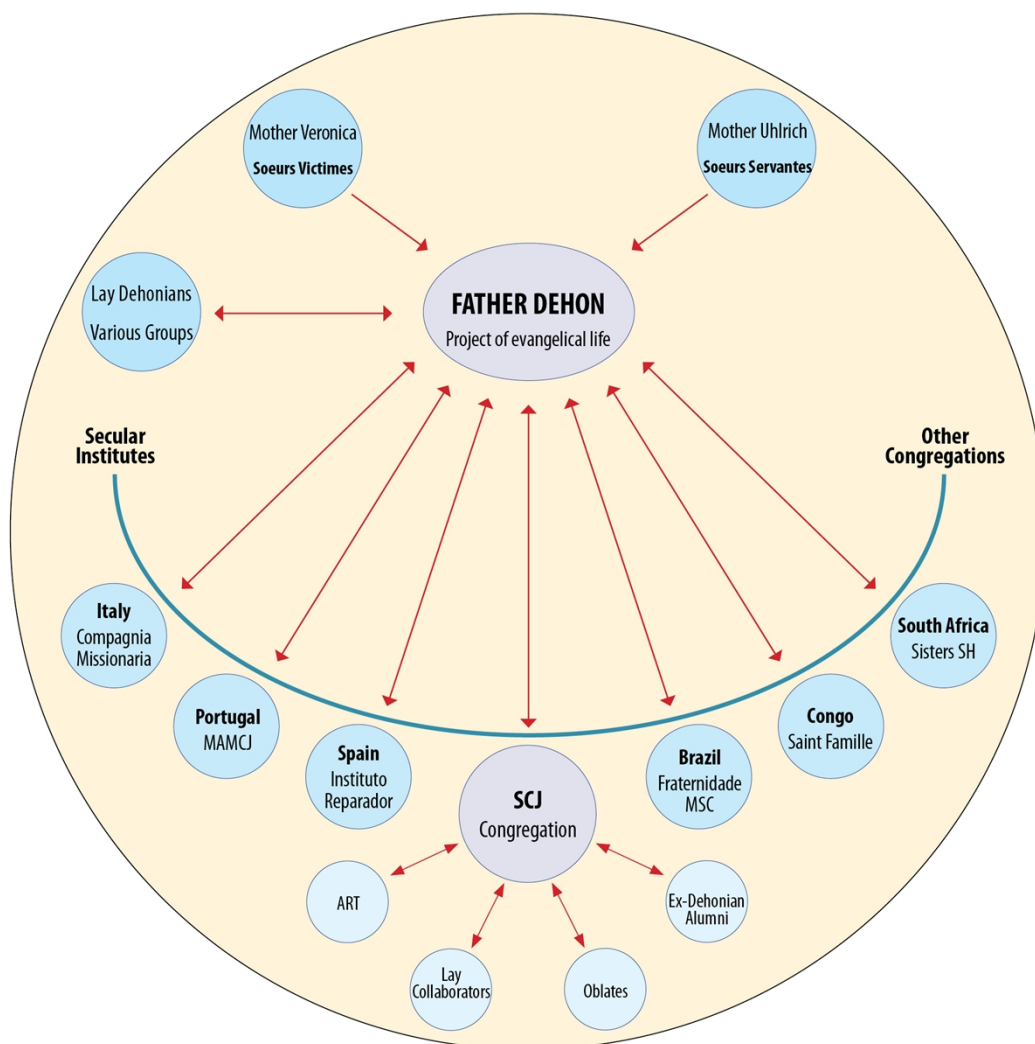 Mother Veronica
Soeurs Victimes
Mother Uhlrich
Soeurs Servantes
Lay Dehonians
Various Groups
FATHER DEHON
Project of evangelical life
Secular
Institutes
Other
Congregations
Italy
Compagnia
Missionaria
Portugal
MAMCJ
Spain
Instituto
Reparador
SCJ
Congregation
Brazil
Fraternidade
MSC
Congo
Saint Famille
South Africa
Sisters SH
ART
Lay
Collaborators
Oblates
Ex-Dehonian
Alumni